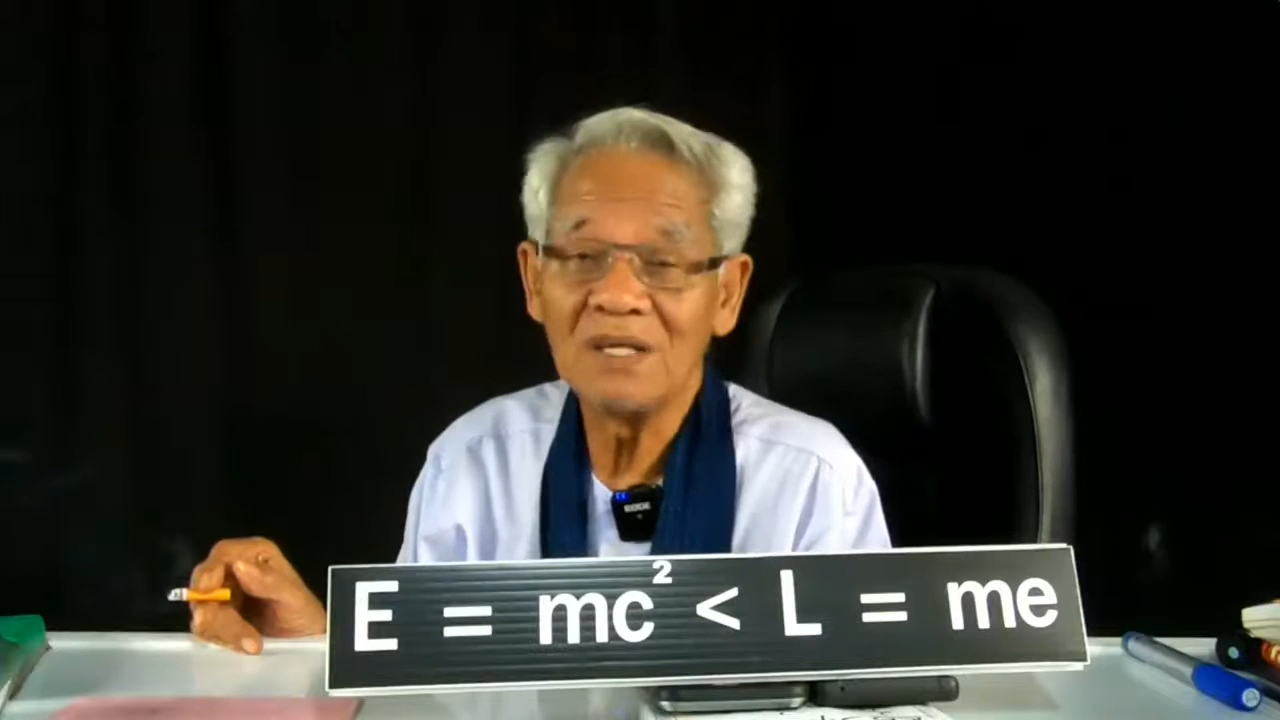 E = mc² < L = me